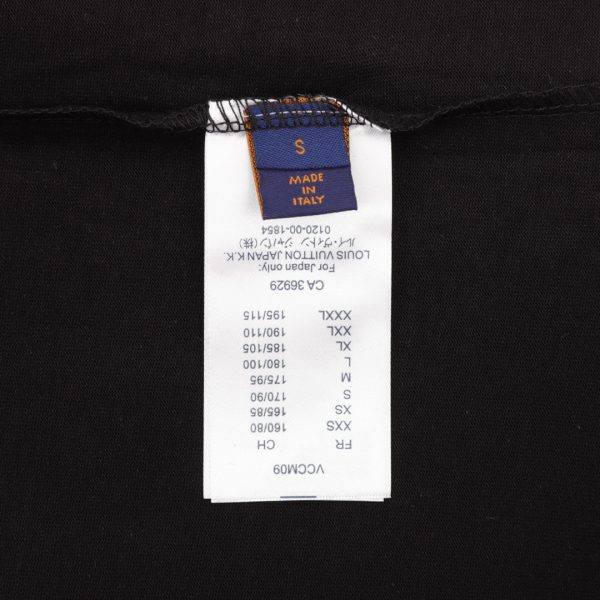 S
MADE
IN
ITALY
VCCM09
FR CH
XXS 160/80
XS 165/85
S 170/90
M 175/95
L 180/100
XL 185/105
XXL 190/110
XXXL 195/115
CA 36929
For Japan only:
LOUIS VUITTON JAPAN K.K.
ルイ・ヴィトン ジャパン(株)
0120-00-1854